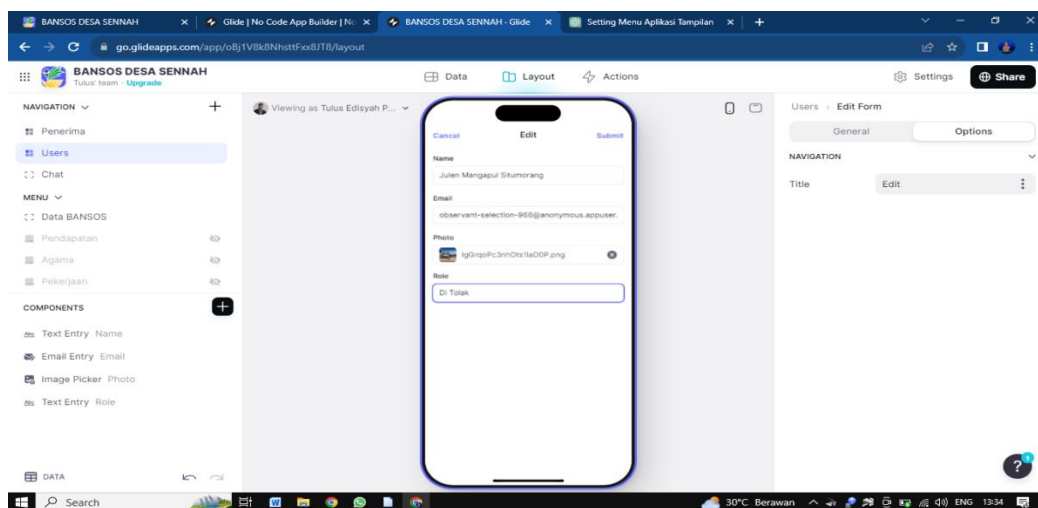 BANSOS DESA SENNAH
Glide | No Code App Builder | No
BANSOS DESA SENNAH - Glide
Setting Menu Aplikasi Tampilan
go.glideapps.com/app/o8j1V8k8NhsttFxx8JT8/layout
BANSOS DESA SENNAH
Tulus' team · Upgrade
Data
Layout
Actions
Settings
Share
NAVIGATION
Penerima
Users
Chat
MENU
Data BANSOS
Pendapatan
Agama
Pekerjaan
COMPONENTS
Text Entry Name
Email Entry Email
Image Picker Photo
Abc Text Entry Role
DATA
Viewing as Tulus Edisyah P...
Cancel
Edit
Submit
Name
Julen Mangapul Situmorang
Email
observant-selection-966@anonymous.appuser.
Photo
Role
Di Tolak
Users > Edit Form
General
Options
NAVIGATION
Title
Edit
?
1
Search
30°C Berawan
ENG
13:34